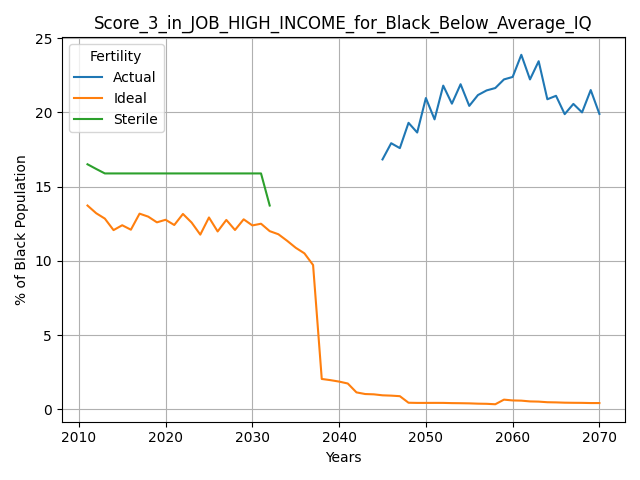 Score_3_in_JOB_HIGH_INCOME_for_Black_Below_Average_IQ
Fertility
Actual
Ideal
Sterile
% of Black Population
25
20
15
10
5
0
2010 2020 2030 2040 2050 2060 2070
Years